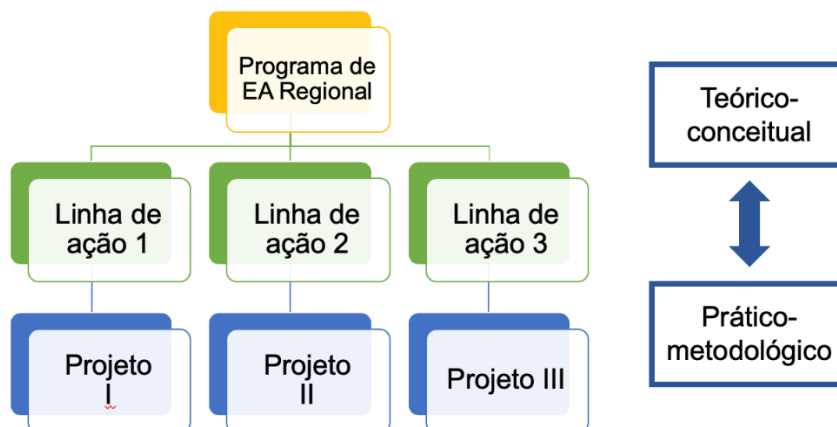 Programa de
EA Regional
Linha de
ação 1
Linha de
ação 2
Linha de
ação 3
Projeto
I
Projeto
II
Projeto III
Teórico-
conceitual
Prático-
metodológico